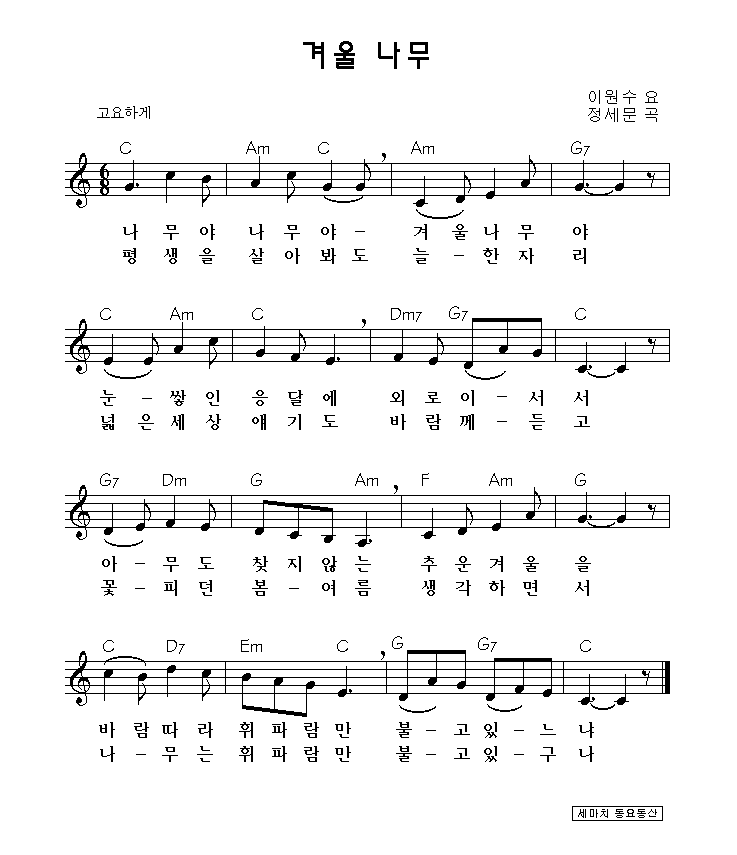 겨울 나무
이원수 요
고요하게
정세문 곡
C Am C Am G7
6
8
나 무 야 나 무 야 - 겨 울 나 무 야
평 생 을 살 아 봐 도 늘 - 한 자 리
C Am C Dm7 G7 C
눈 - 쌓 인 응 달 에 외 로 이 - 서 서
넓 은 세 상 얘 기 도 바 람 께 - 듣 고
G7 Dm G Am F Am G
아 - 무 도 찾 지 않 는 추 운 겨 울 을
꽃 - 피 던 봄 - 여 름 생 각 하 면 서
C D7 Em C G G7 C
바 람 따 라 휘 파 람 만 불 - 고 있 - 느 냐
나 - 무 는 휘 파 람 만 불 - 고 있 - 구 나
세마치 동요동산